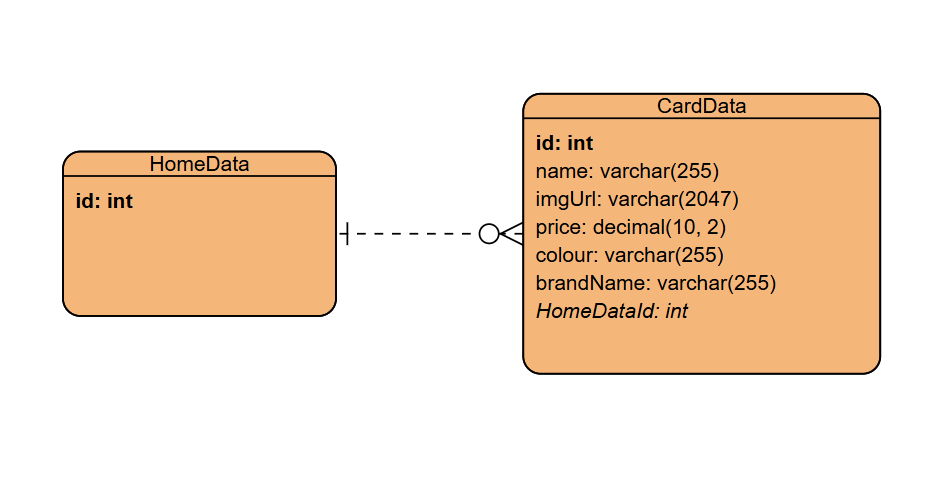 HomeData
id: int
CardData
id: int
name: varchar(255)
imgUrl: varchar(2047)
price: decimal(10, 2)
colour: varchar(255)
brandName: varchar(255)
HomeDataId: int